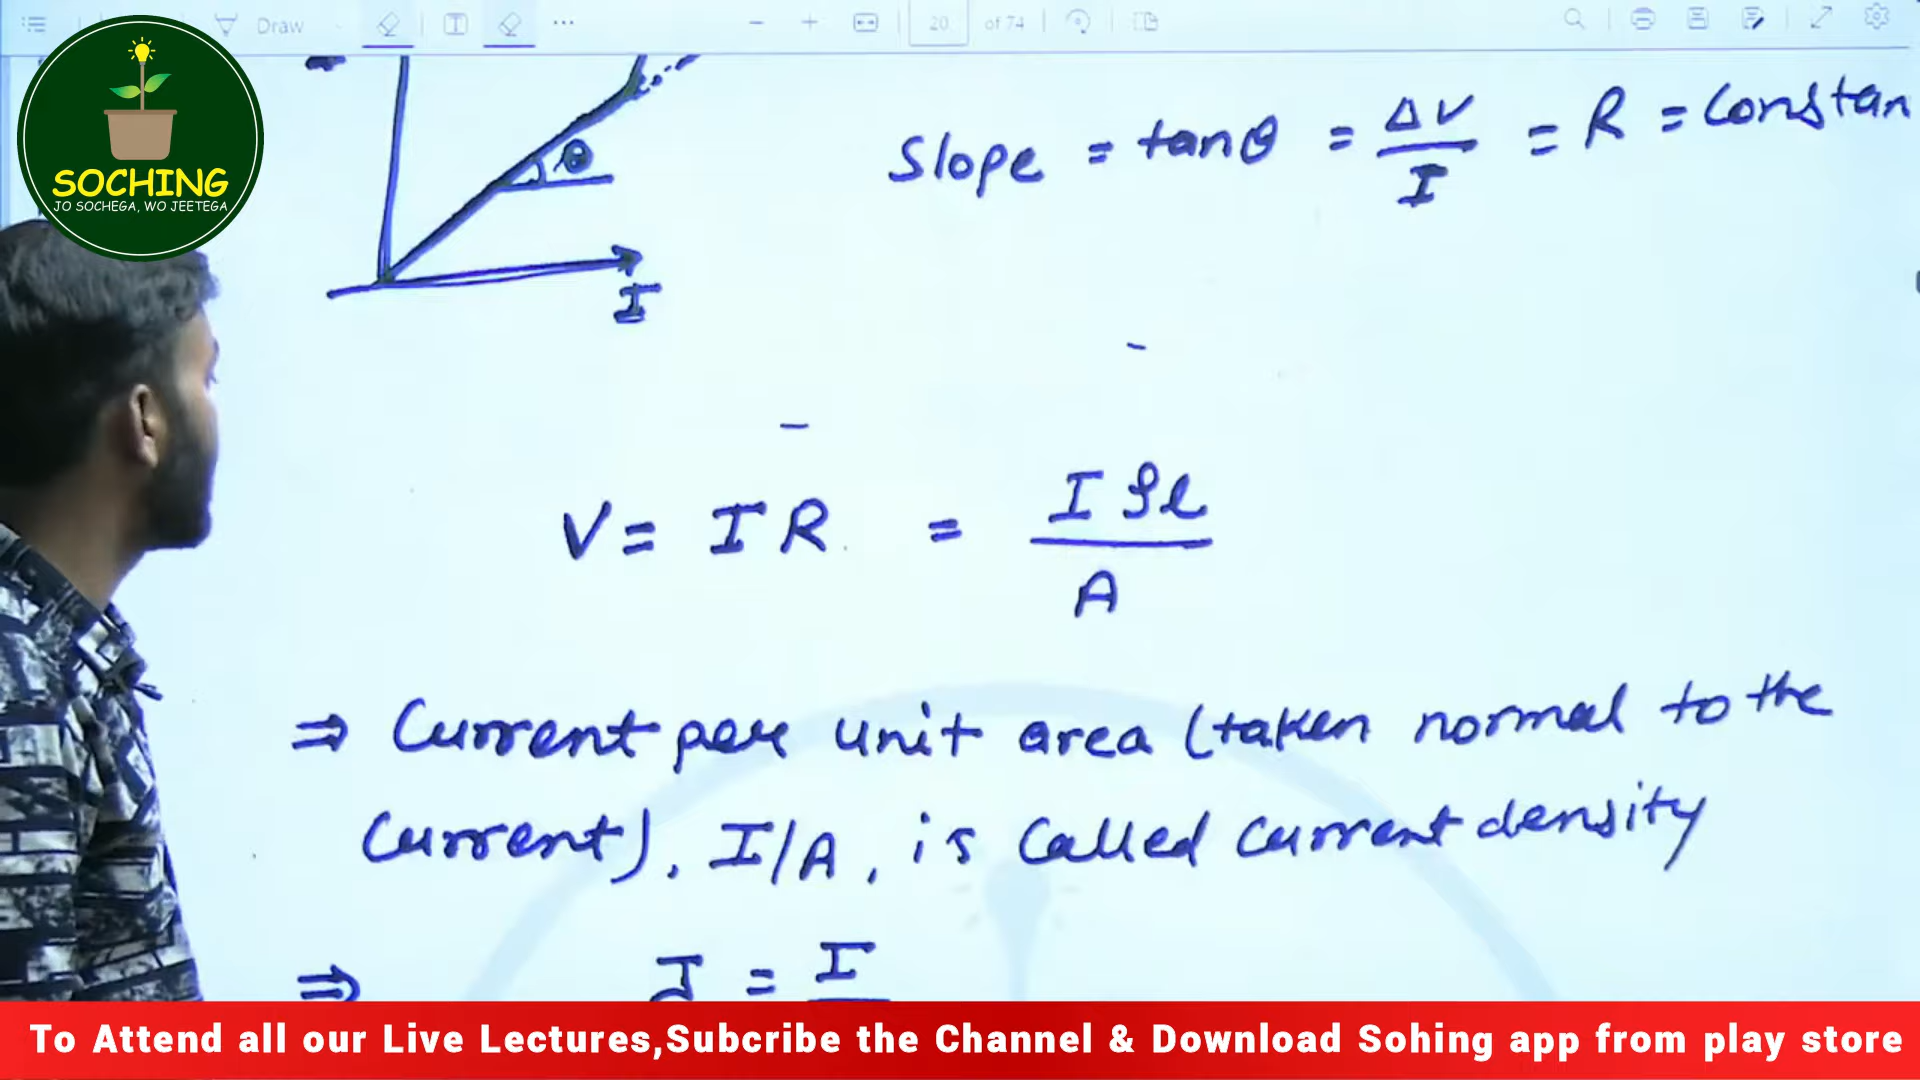 Draw
20 of 74
SOCHING
JO SOCHEGA, WO JEETEGA
θ
I
Slope = tanθ = ΔV/I = R = Constan
V = IR = Iρl/A
⇒ Current per unit area (taken normal to the
Current), I/A, is Called Current density
⇒ J = I
To Attend all our Live Lectures,Subcribe the Channel & Download Sohing app from play store